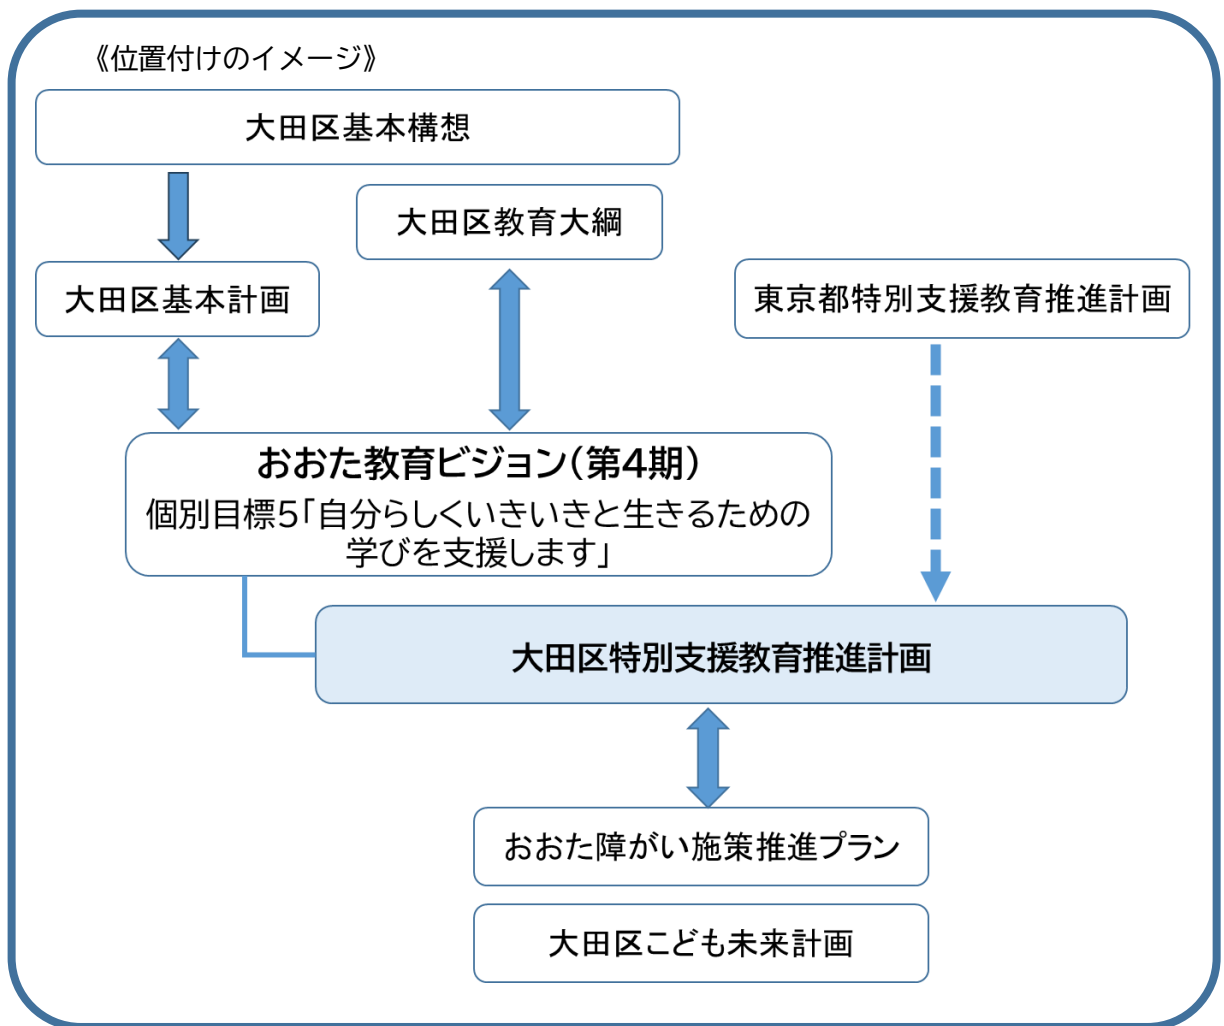 《位置付けのイメージ》
大田区基本構想
大田区教育大綱
大田区基本計画
東京都特別支援教育推進計画
おおた教育ビジョン(第4期)
個別目標5「自分らしくいきいきと生きるための
学びを支援します」
大田区特別支援教育推進計画
おおた障がい施策推進プラン
大田区こども未来計画